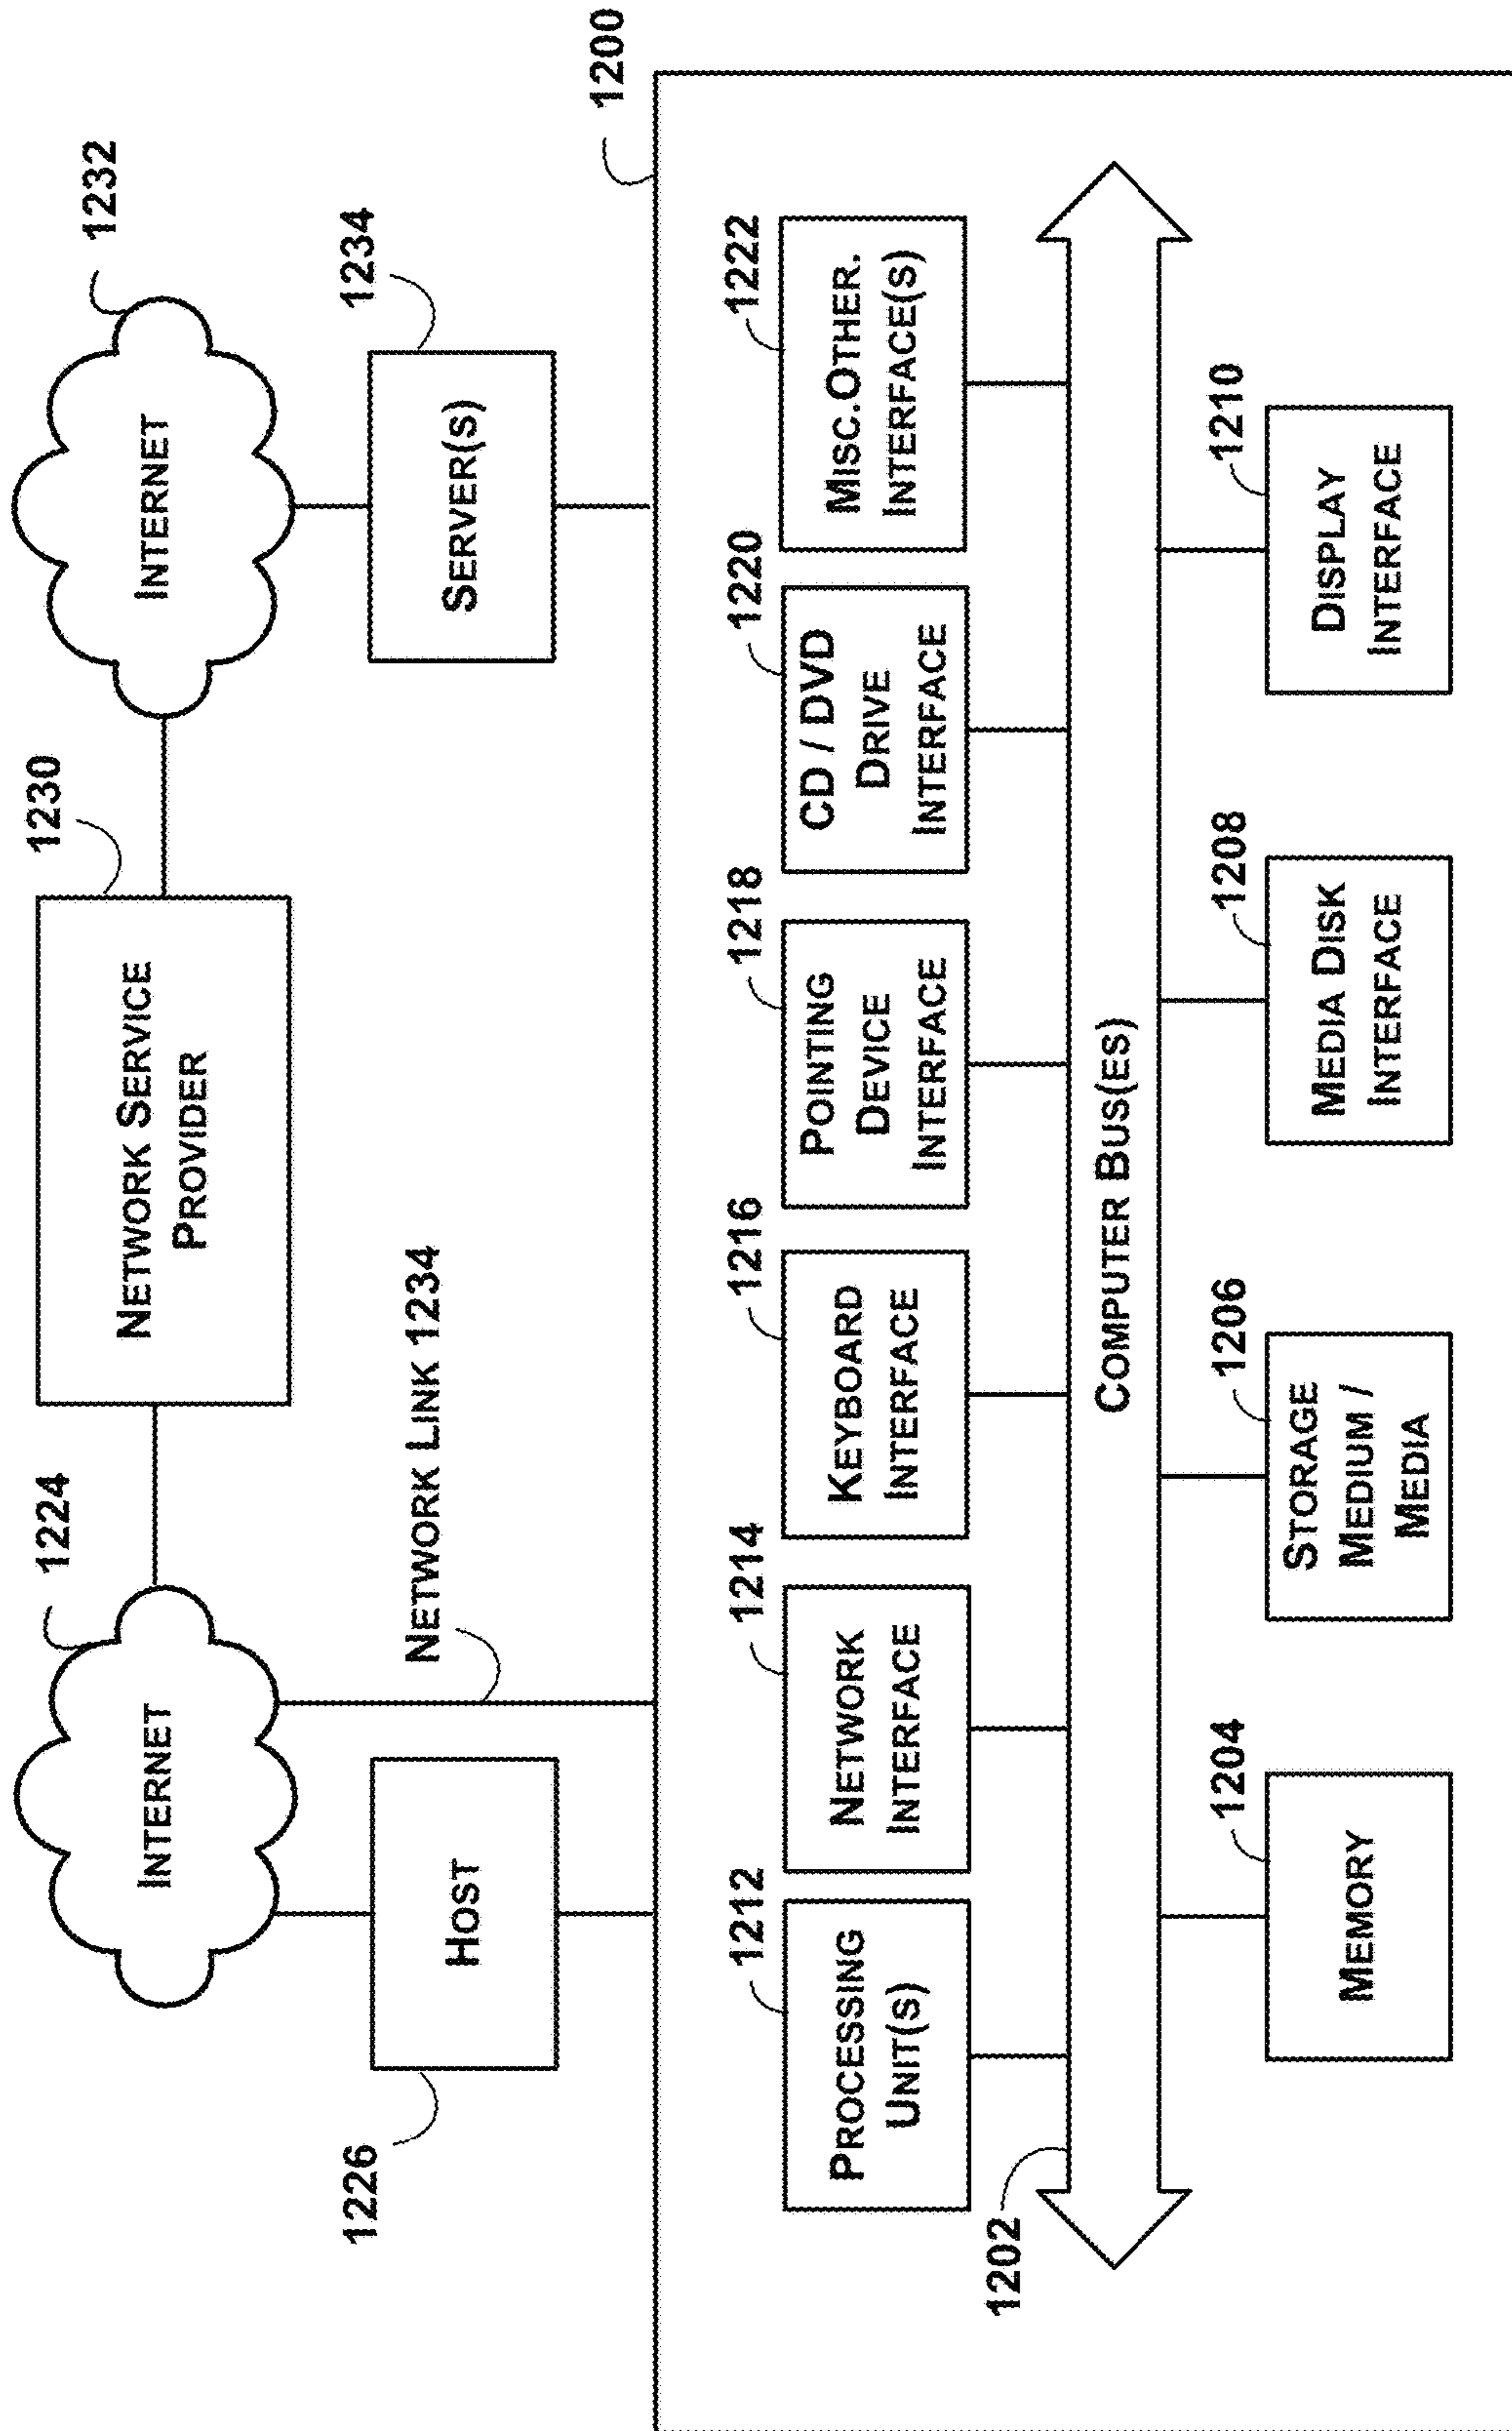 1224
1230
1232
INTERNET
NETWORK SERVICE
PROVIDER
INTERNET
1226
HOST
NETWORK LINK 1234
SERVER(S)
1234
1200
1212
1214
1216
1218
1220
1222
PROCESSING
UNIT(S)
NETWORK
INTERFACE
KEYBOARD
INTERFACE
POINTING
DEVICE
INTERFACE
CD / DVD
DRIVE
INTERFACE
MISC.OTHER.
INTERFACE(S)
1202
COMPUTER BUS(ES)
1204
1206
1208
1210
MEMORY
STORAGE
MEDIUM /
MEDIA
MEDIA DISK
INTERFACE
DISPLAY
INTERFACE